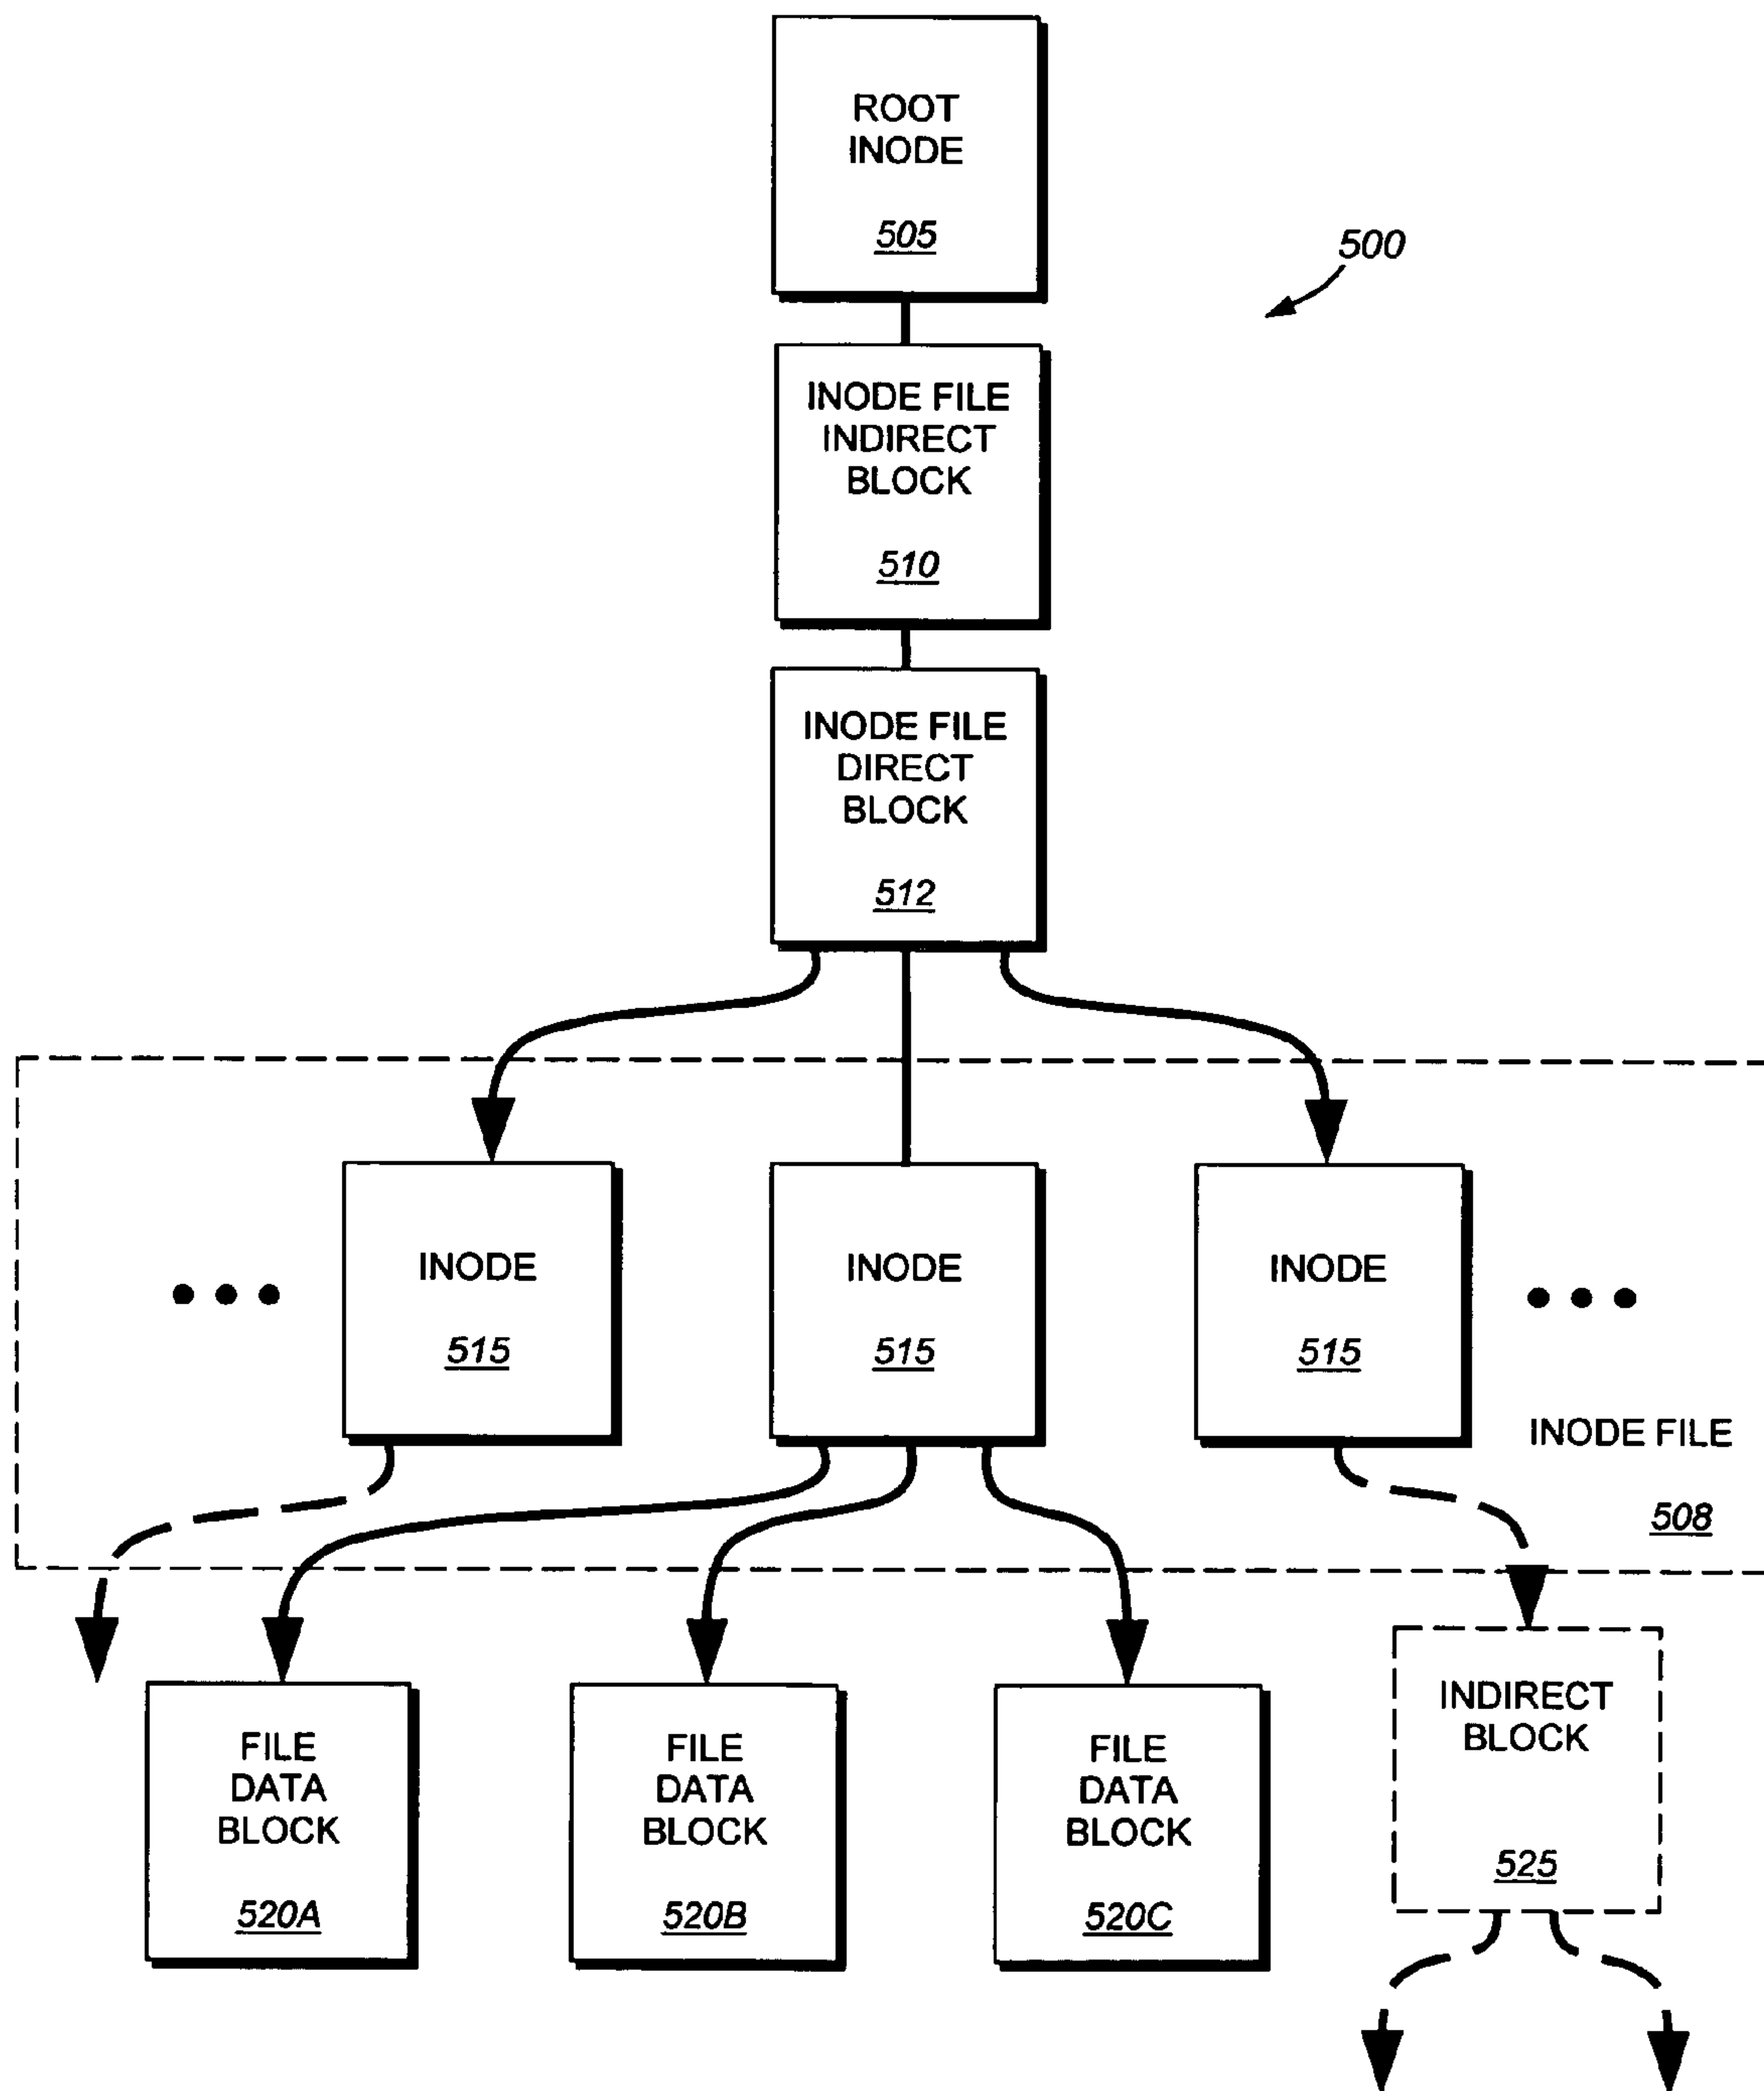 ROOT
INODE
505
500
INODE FILE
INDIRECT
BLOCK
510
INODE FILE
DIRECT
BLOCK
512
INODE
515
INODE
515
INODE
515
INODE FILE
508
FILE
DATA
BLOCK
520A
FILE
DATA
BLOCK
520B
FILE
DATA
BLOCK
520C
INDIRECT
BLOCK
525